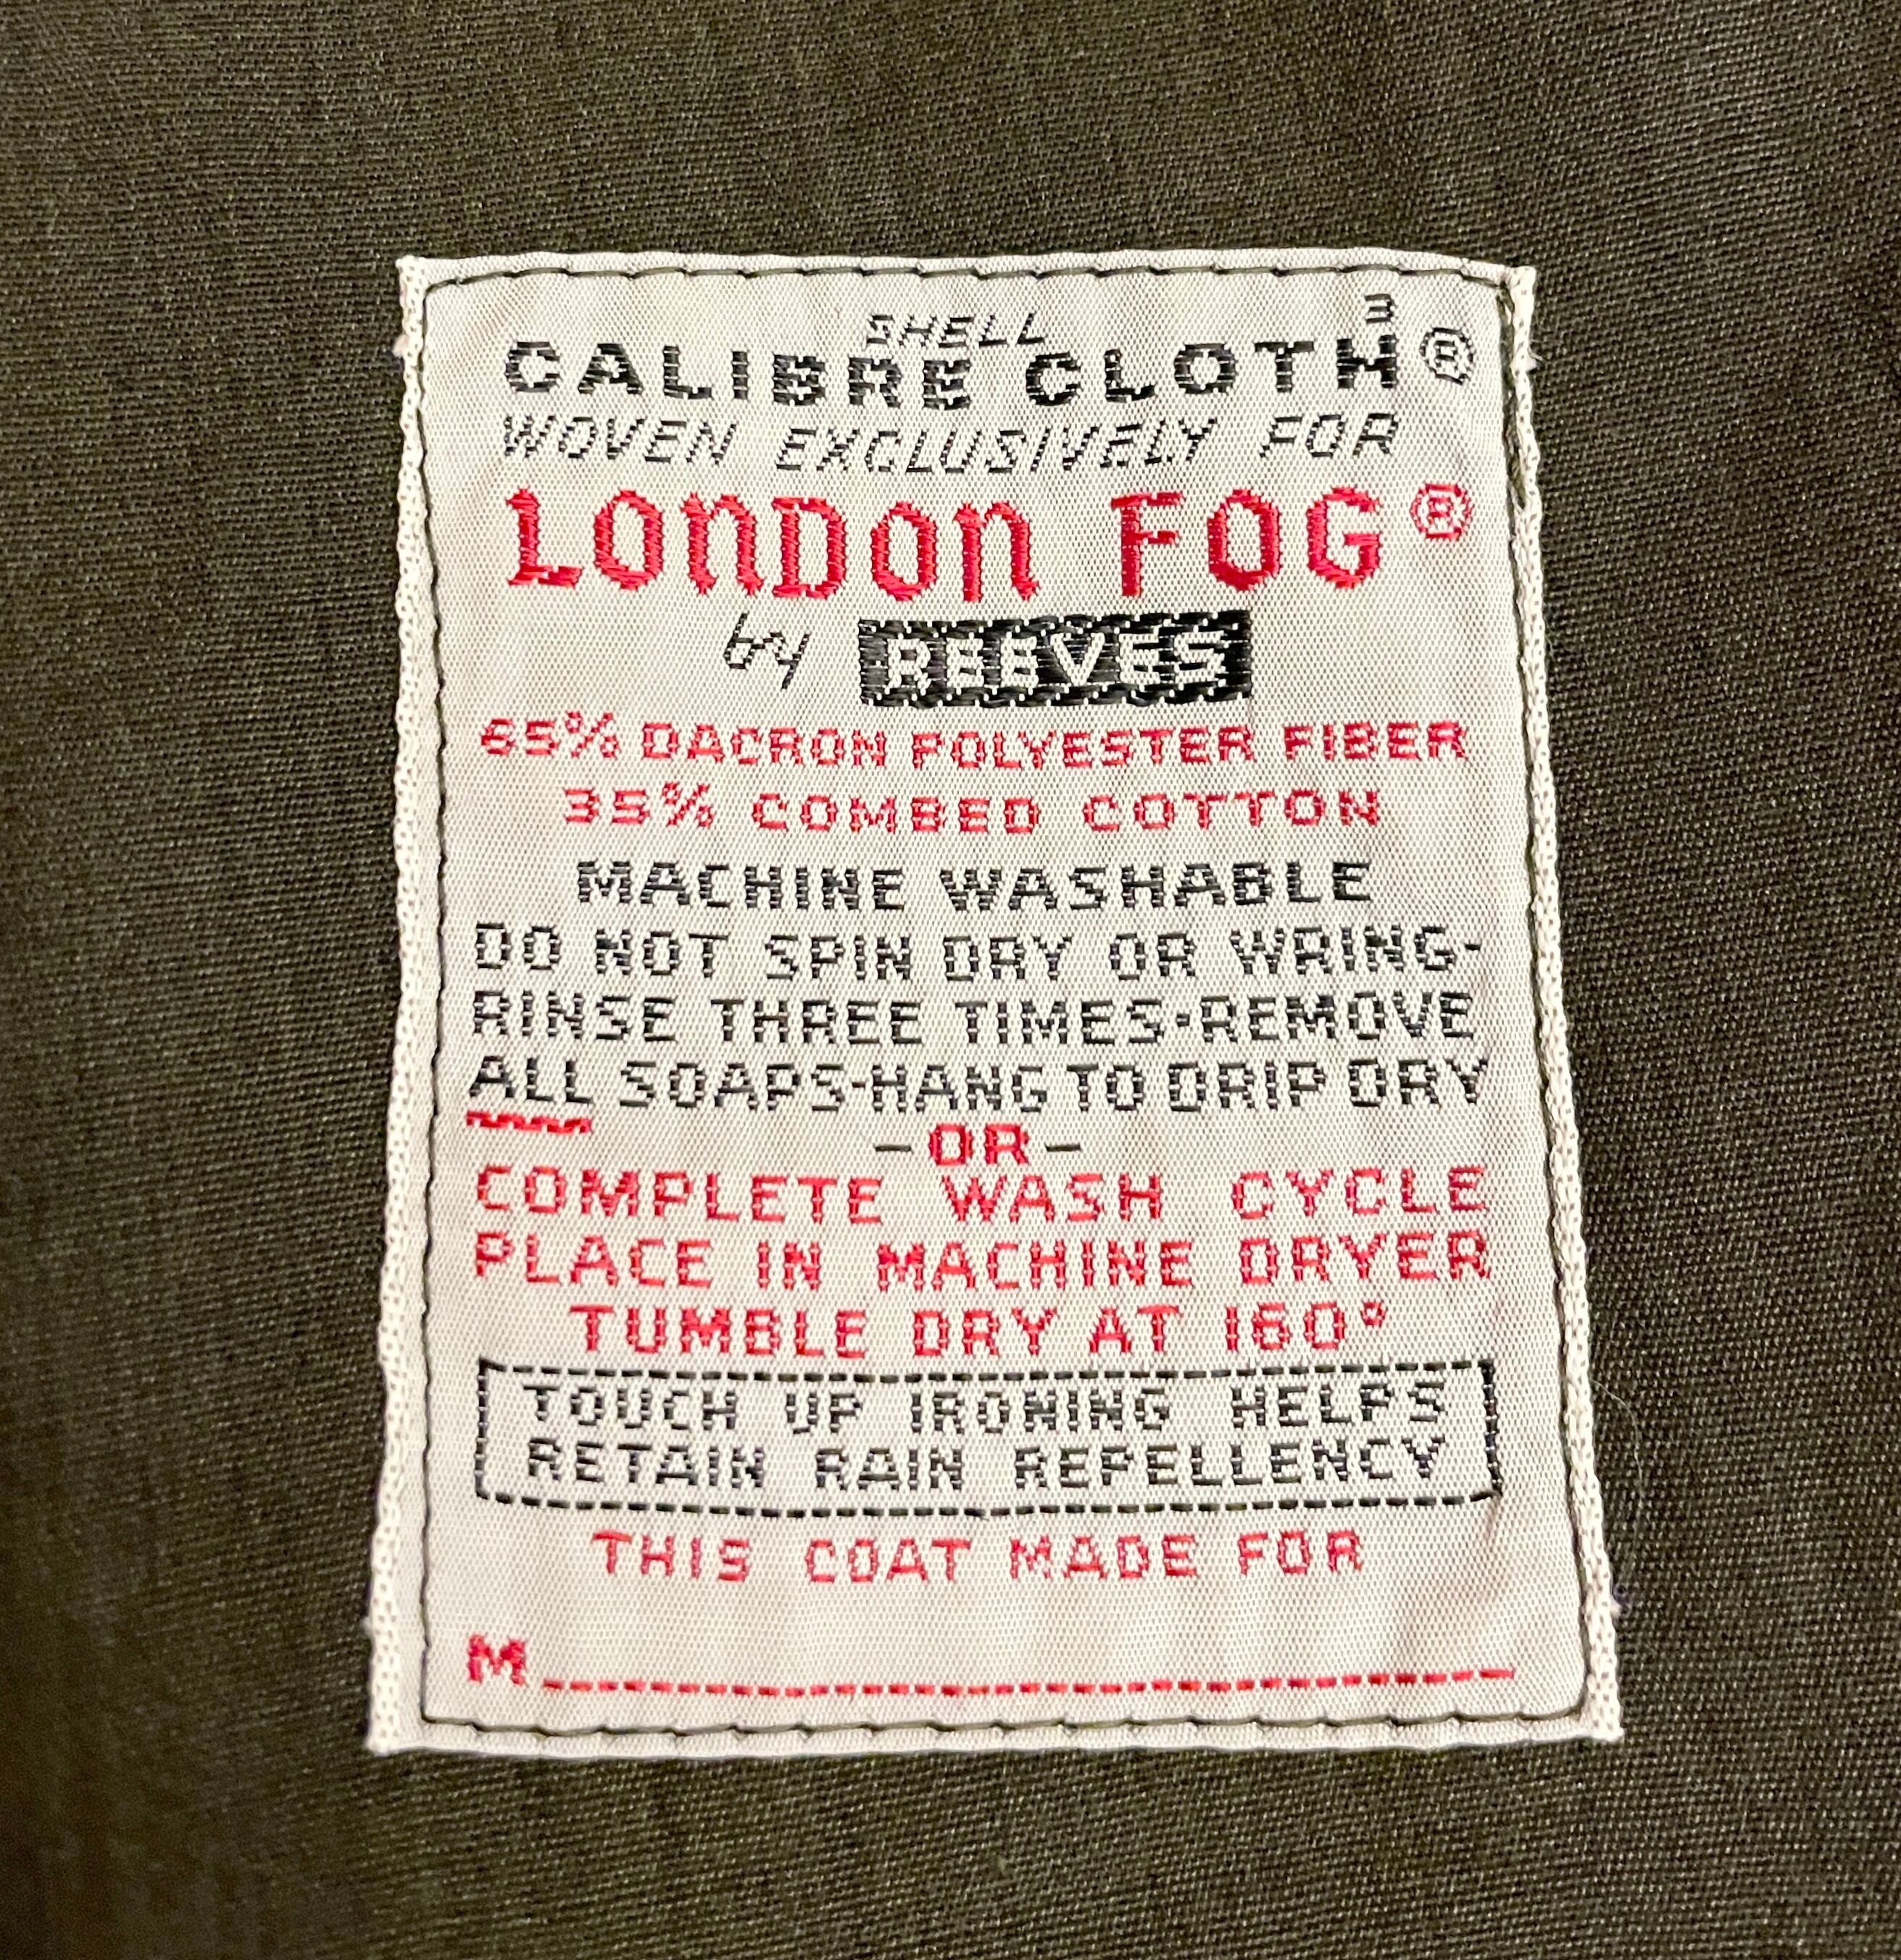 SHELL 3
CALIBRE CLOTH®
WOVEN EXCLUSIVELY FOR
LONDON FOG®
by REEVES
65% DACRON POLYESTER FIBER
35% COMBED COTTON
MACHINE WASHABLE
DO NOT SPIN DRY OR WRING-
RINSE THREE TIMES·REMOVE
ALL SOAPS·HANG TO DRIP DRY
-OR-
COMPLETE WASH CYCLE
PLACE IN MACHINE DRYER
TUMBLE DRY AT 160°
TOUCH UP IRONING HELPS
RETAIN RAIN REPELLENCY
THIS COAT MADE FOR
M